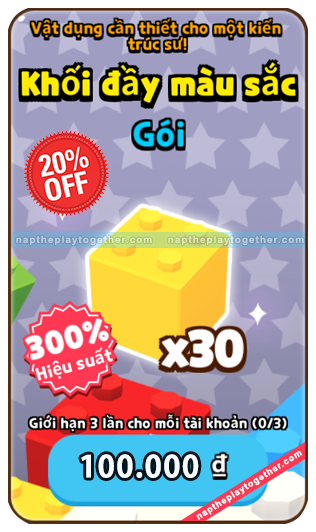 Vật dụng cần thiết cho một kiến
trúc sư!
Khối đầy màu sắc
Gói
20%
OFF
naptheplaytogether.com naptheplaytogether.com
300%
Hiệu suất
x30
Giới hạn 3 lần cho mỗi tài khoản (0/3)
100.000 đ
naptheplaytogether.com